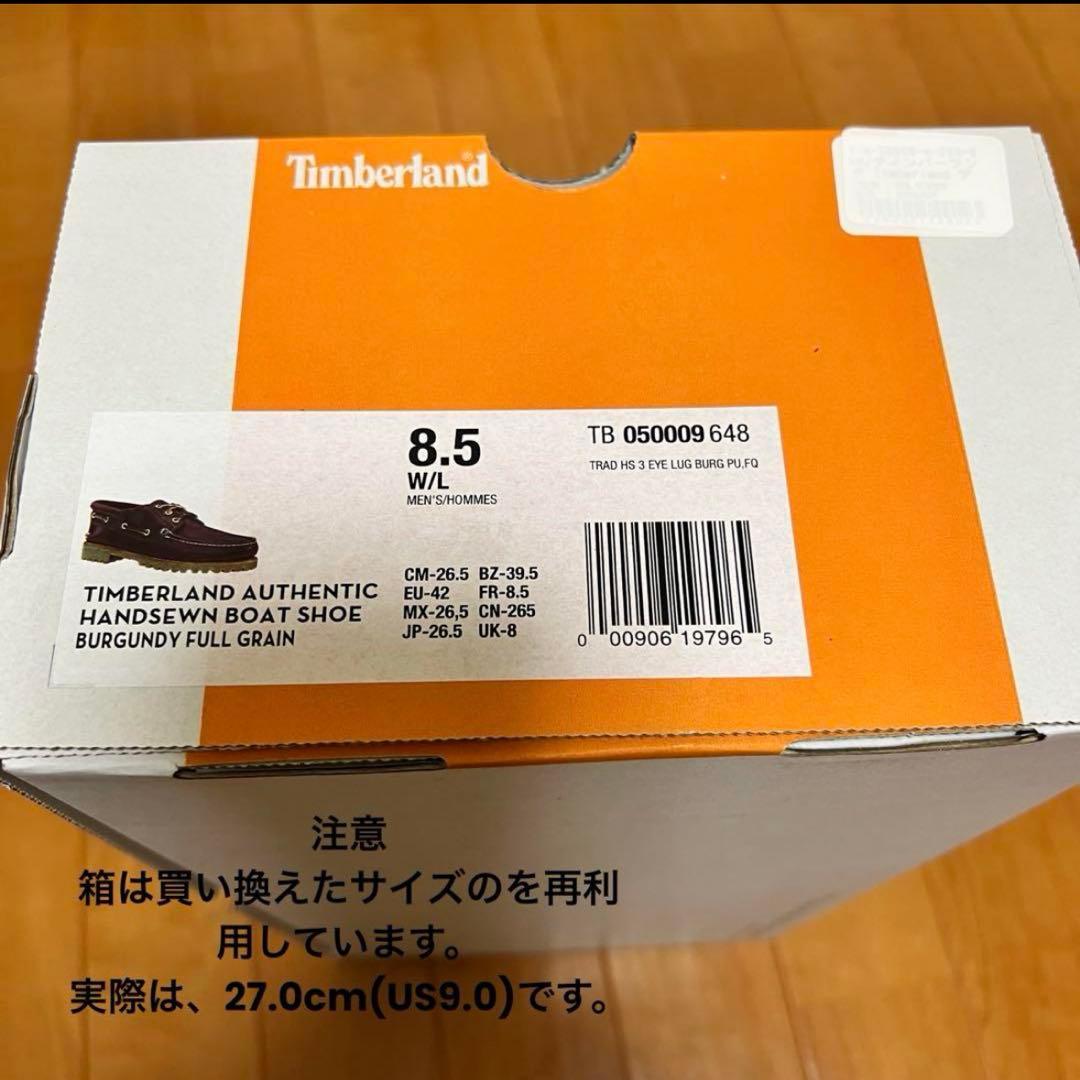 Timberland®
8.5
W/L
MEN'S/HOMMES
TB 050009 648
TRAD HS 3 EYE LUG BURG PU,FQ
TIMBERLAND AUTHENTIC
HANDSEWN BOAT SHOE
BURGUNDY FULL GRAIN
CM-26.5 BZ-39.5
EU-42 FR-8.5
MX-26,5 CN-265
JP-26.5 UK-8
0 00906 19796 5
注意
箱は買い換えたサイズのを再利
用しています。
実際は、27.0cm(US9.0)です。